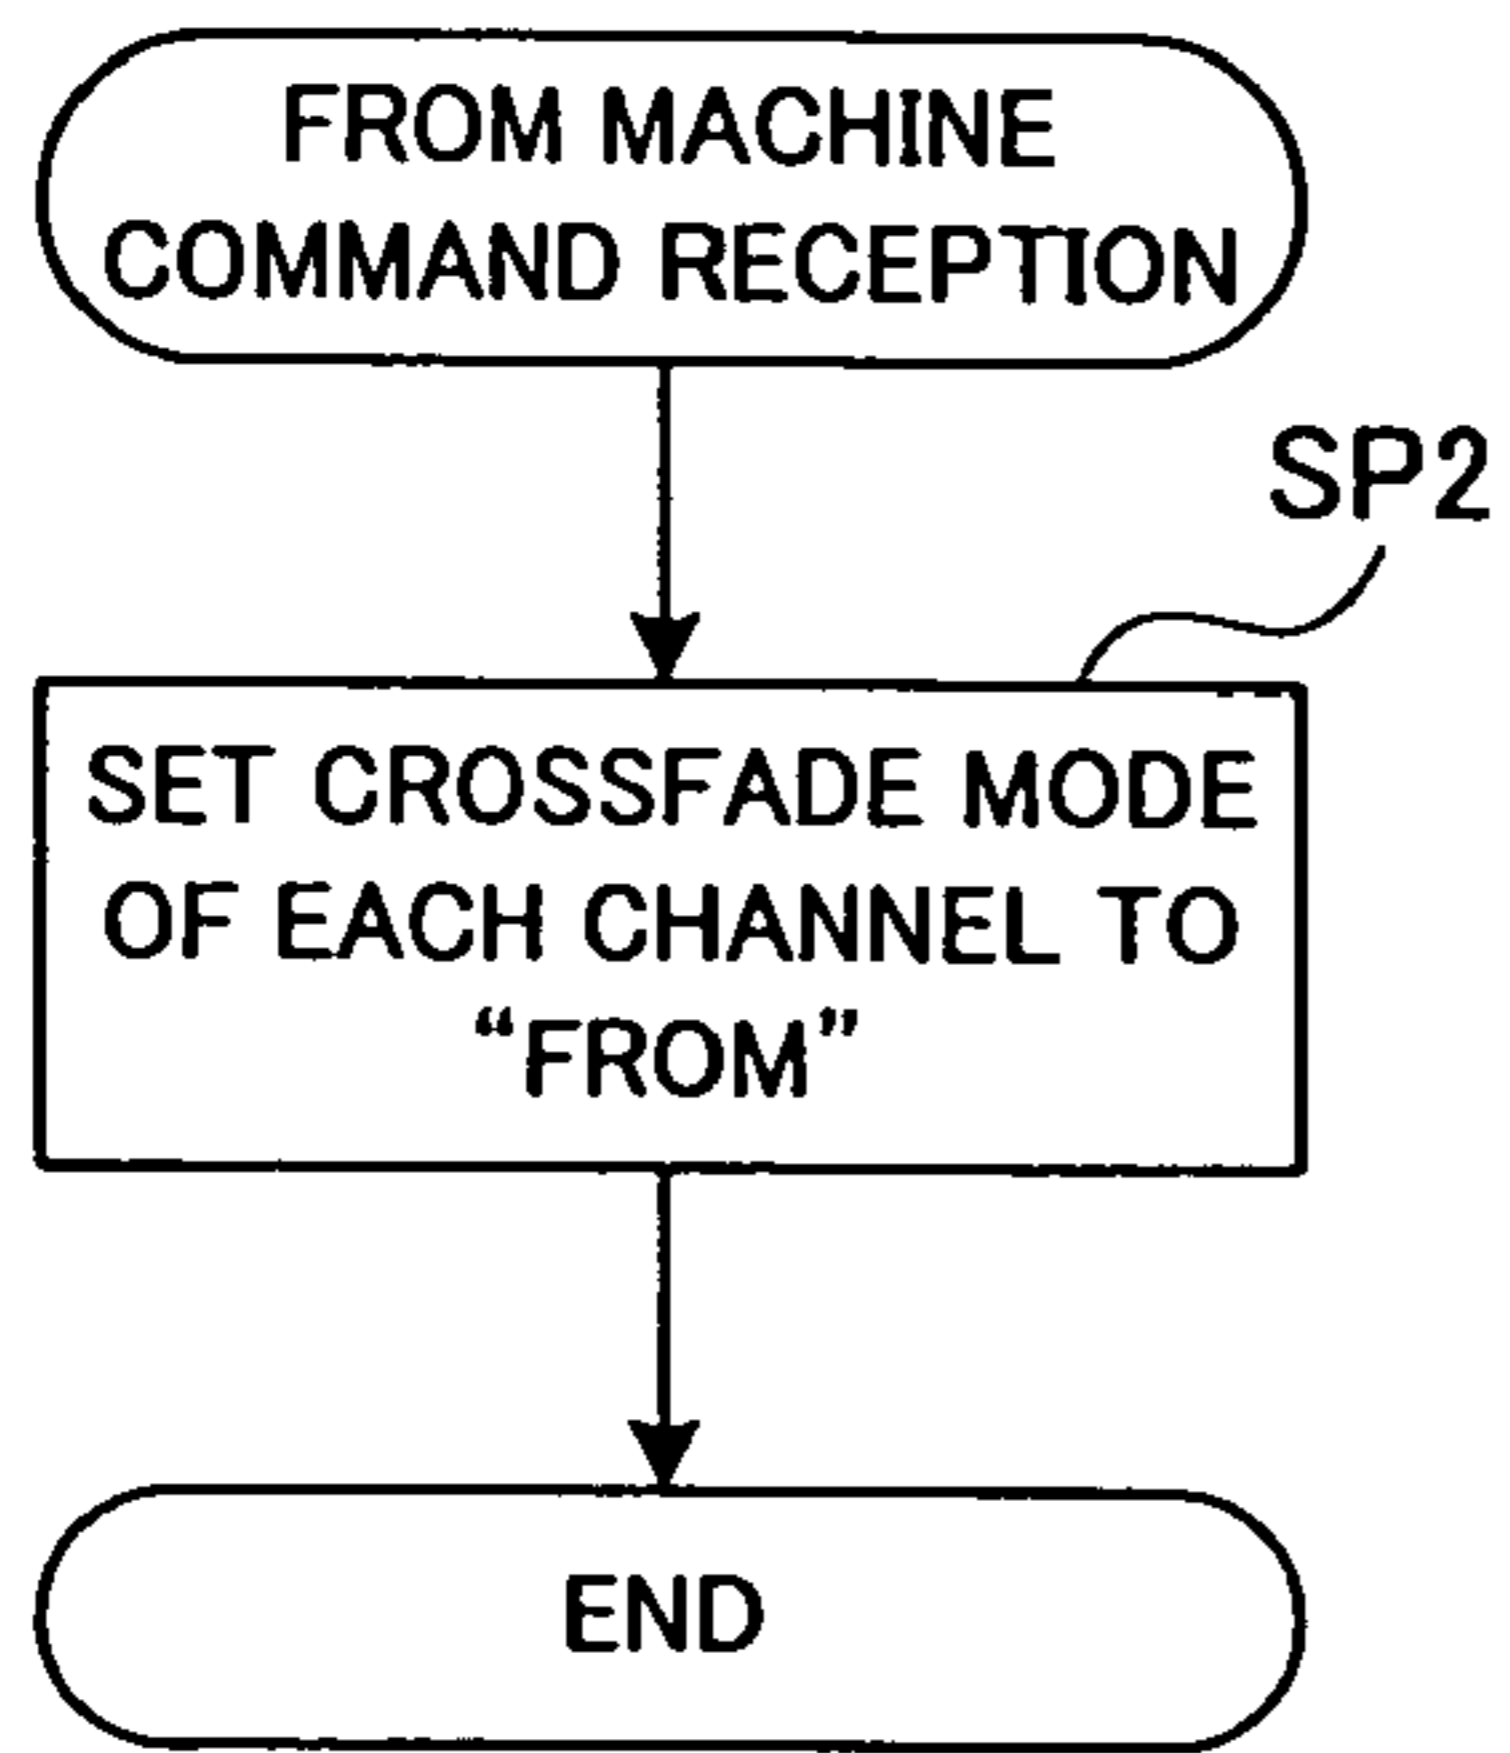 FROM MACHINE
COMMAND RECEPTION
SP2
SET CROSSFADE MODE
OF EACH CHANNEL TO
“FROM”
END